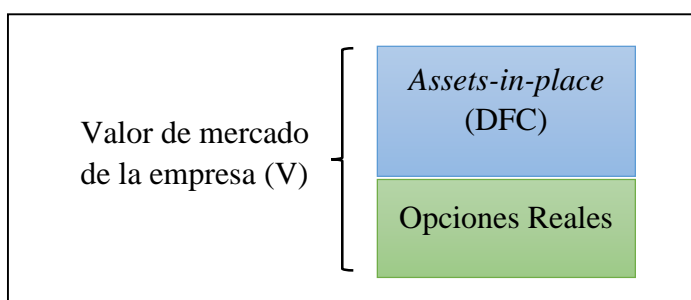 Valor de mercado
de la empresa (V)
Assets-in-place
(DFC)
Opciones Reales